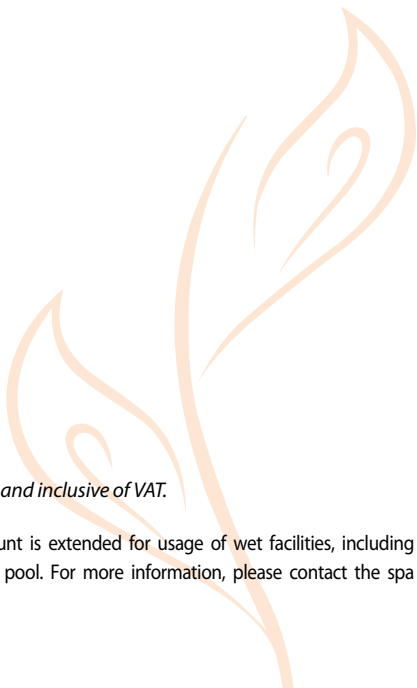 and inclusive of VAT.
unt is extended for usage of wet facilities, including
pool. For more information, please contact the spa